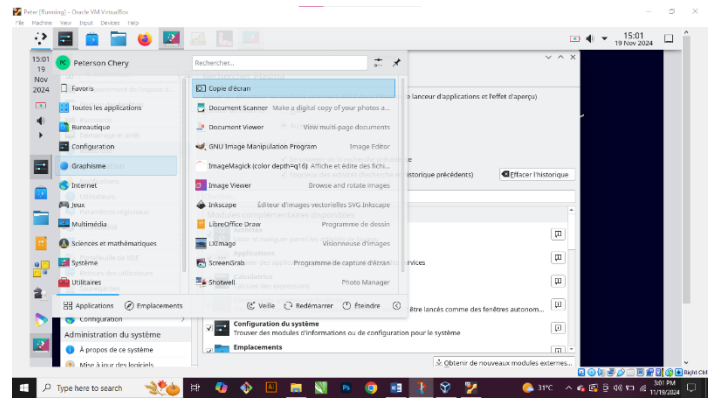 Peter [Running] - Oracle VM VirtualBox
File Machine View Input Devices Help
15:01
19 Nov 2024
15:01
19
Nov
2024
PC Peterson Chery
Rechercher...
Favoris
Toutes les applications
Bureautique
Configuration
Graphisme
Internet
Jeux
Multimédia
Sciences et mathématiques
Système
Utilitaires
Copie d'écran
Document Scanner Make a digital copy of your photos a...
Document Viewer View multi-page documents
GNU Image Manipulation Program Image Editor
ImageMagick (color depth=q16) Affiche et édite des fichi...
Image Viewer Browse and rotate images
Inkscape Éditeur d'images vectorielles SVG Inkscape
LibreOffice Draw Programme de dessin
LXImage Visionneuse d'images
ScreenGrab Programme de capture d'écran
Shotwell Photo Manager
Applications Emplacements Veille Redémarrer Éteindre
e lanceur d'applications et l'effet d'aperçu)
istorique précédents) Effacer l'historique
rvices
être lancés comme des fenêtres autonom...
Configuration
Administration du système
À propos de ce système
Mise à jour des logiciels
Configuration du système
Trouver des modules d'informations ou de configuration pour le système
Emplacements
Obtenir de nouveaux modules externes...
Right Ctrl
Type here to search
31°C
3:01 PM
11/19/2024